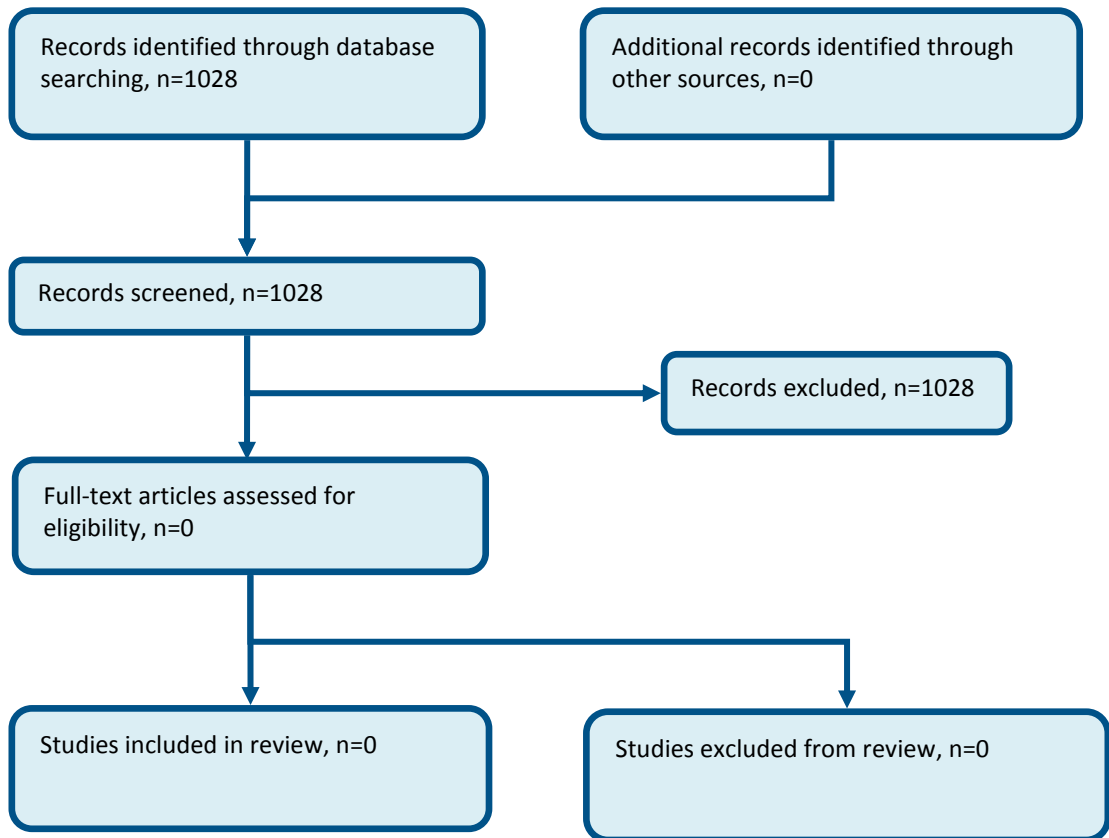 Records identified through database
searching, n=1028
Additional records identified through
other sources, n=0
Records screened, n=1028
Records excluded, n=1028
Full-text articles assessed for
eligibility, n=0
Studies included in review, n=0
Studies excluded from review, n=0